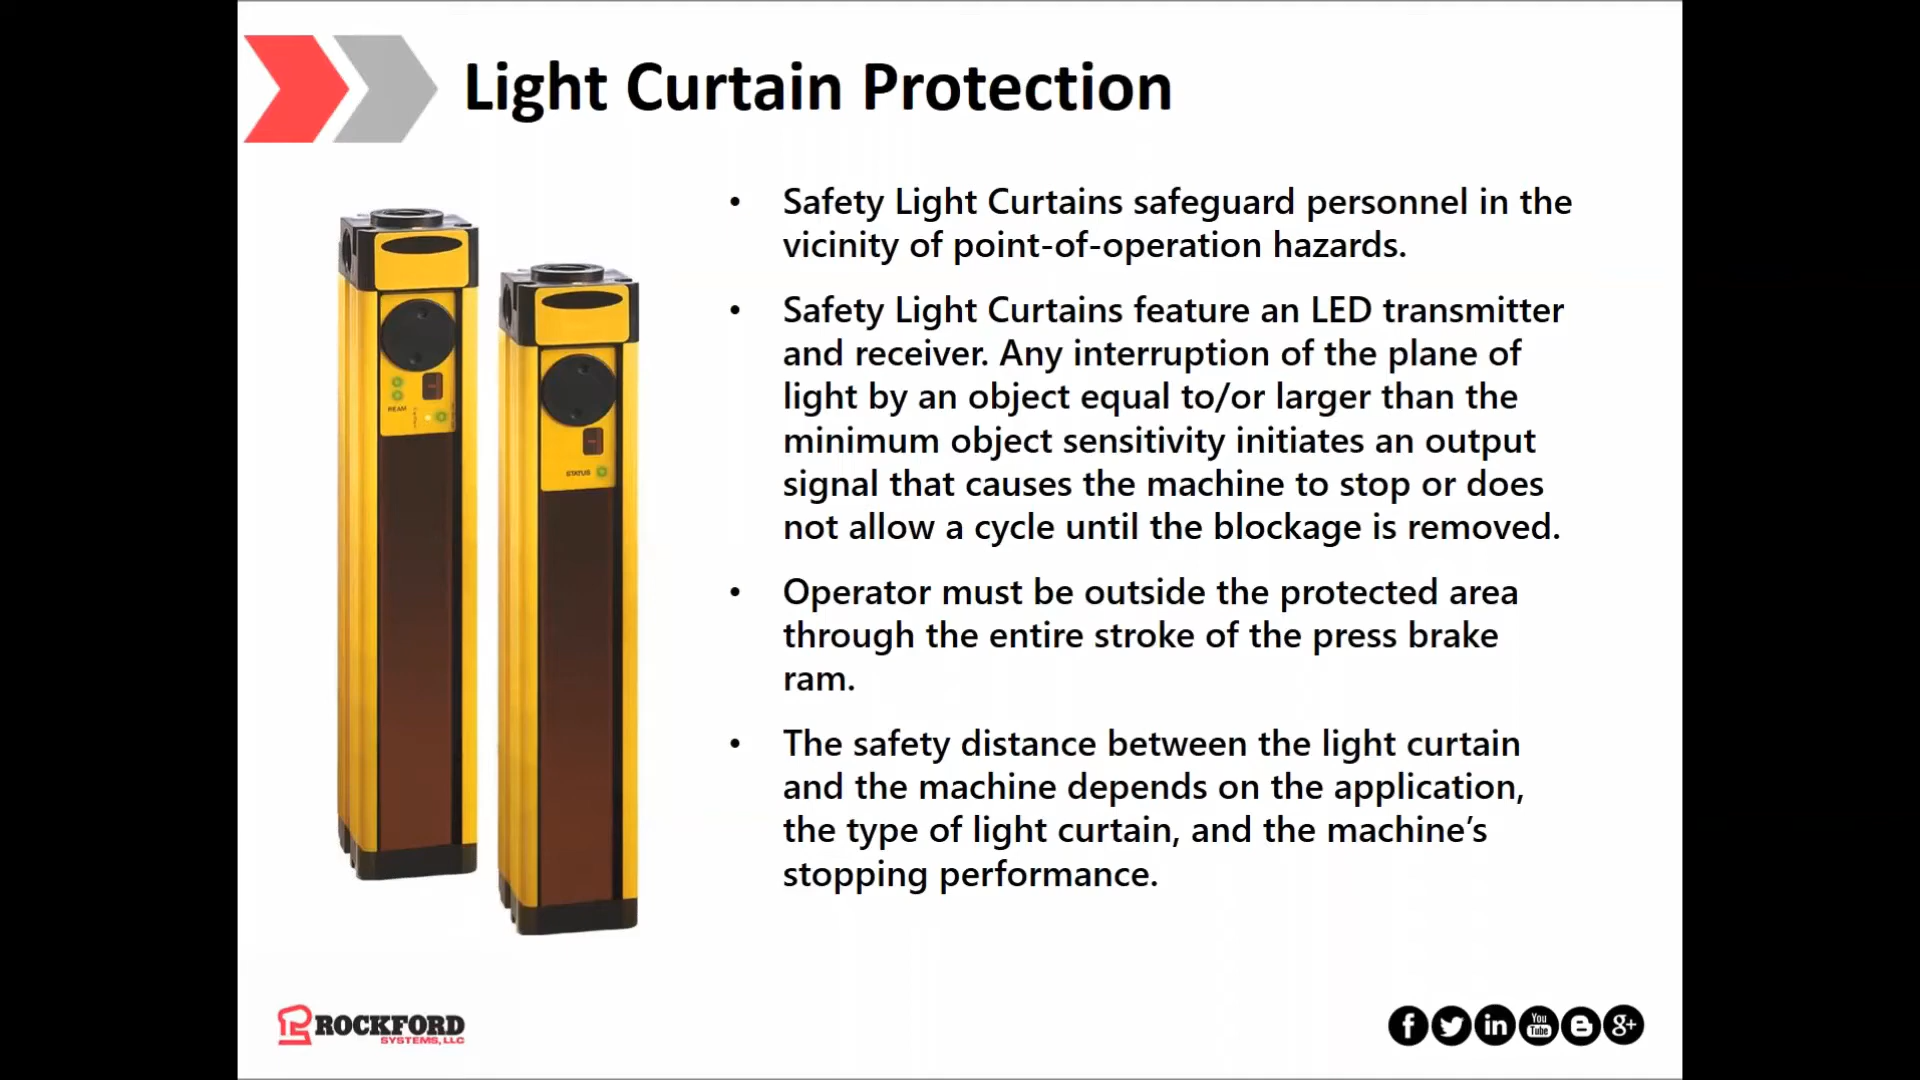 Light Curtain Protection
• Safety Light Curtains safeguard personnel in the
vicinity of point-of-operation hazards.
• Safety Light Curtains feature an LED transmitter
and receiver. Any interruption of the plane of
light by an object equal to/or larger than the
minimum object sensitivity initiates an output
signal that causes the machine to stop or does
not allow a cycle until the blockage is removed.
• Operator must be outside the protected area
through the entire stroke of the press brake
ram.
• The safety distance between the light curtain
and the machine depends on the application,
the type of light curtain, and the machine’s
stopping performance.
BEAM
STATUS
ROCKFORD
SYSTEMS, LLC
You
Tube
g+